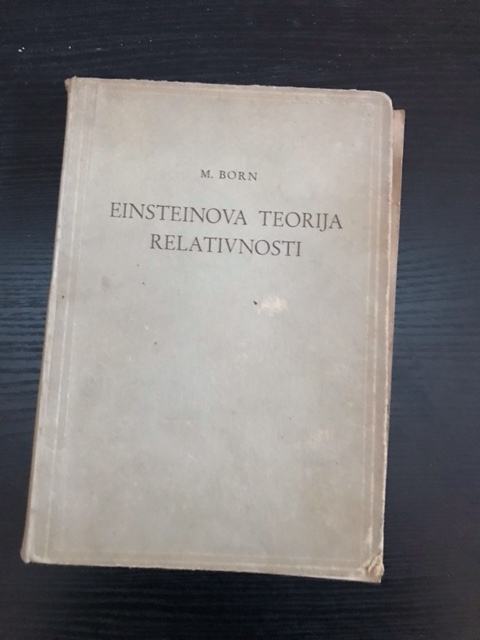 M. BORN
EINSTEINOVA TEORIJA
RELATIVNOSTI